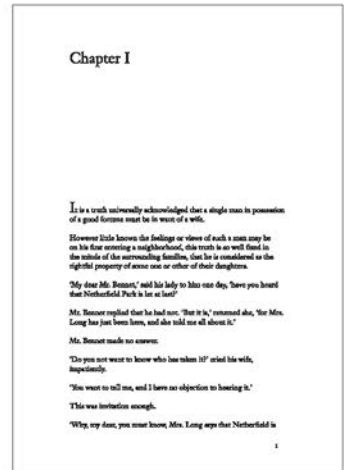 Chapter I
It is a truth universally acknowledged that a single man in possession
of a good fortune must be in want of a wife.
However little known the feelings or views of such a man may be
on his first entering a neighborhood, this truth is so well fixed in
the minds of the surrounding families, that he is considered as the
rightful property of some one or other of their daughters.
'My dear Mr. Bennet,' said his lady to him one day, 'have you heard
that Netherfield Park is let at last?'
Mr. Bennet replied that he had not. 'But it is,' returned she, 'for Mrs.
Long has just been here, and she told me all about it.'
Mr. Bennet made no answer.
'Do you not want to know who has taken it?' cried his wife,
impatiently.
'You want to tell me, and I have no objection to hearing it.'
This was invitation enough.
'Why, my dear, you must know, Mrs. Long says that Netherfield is
1